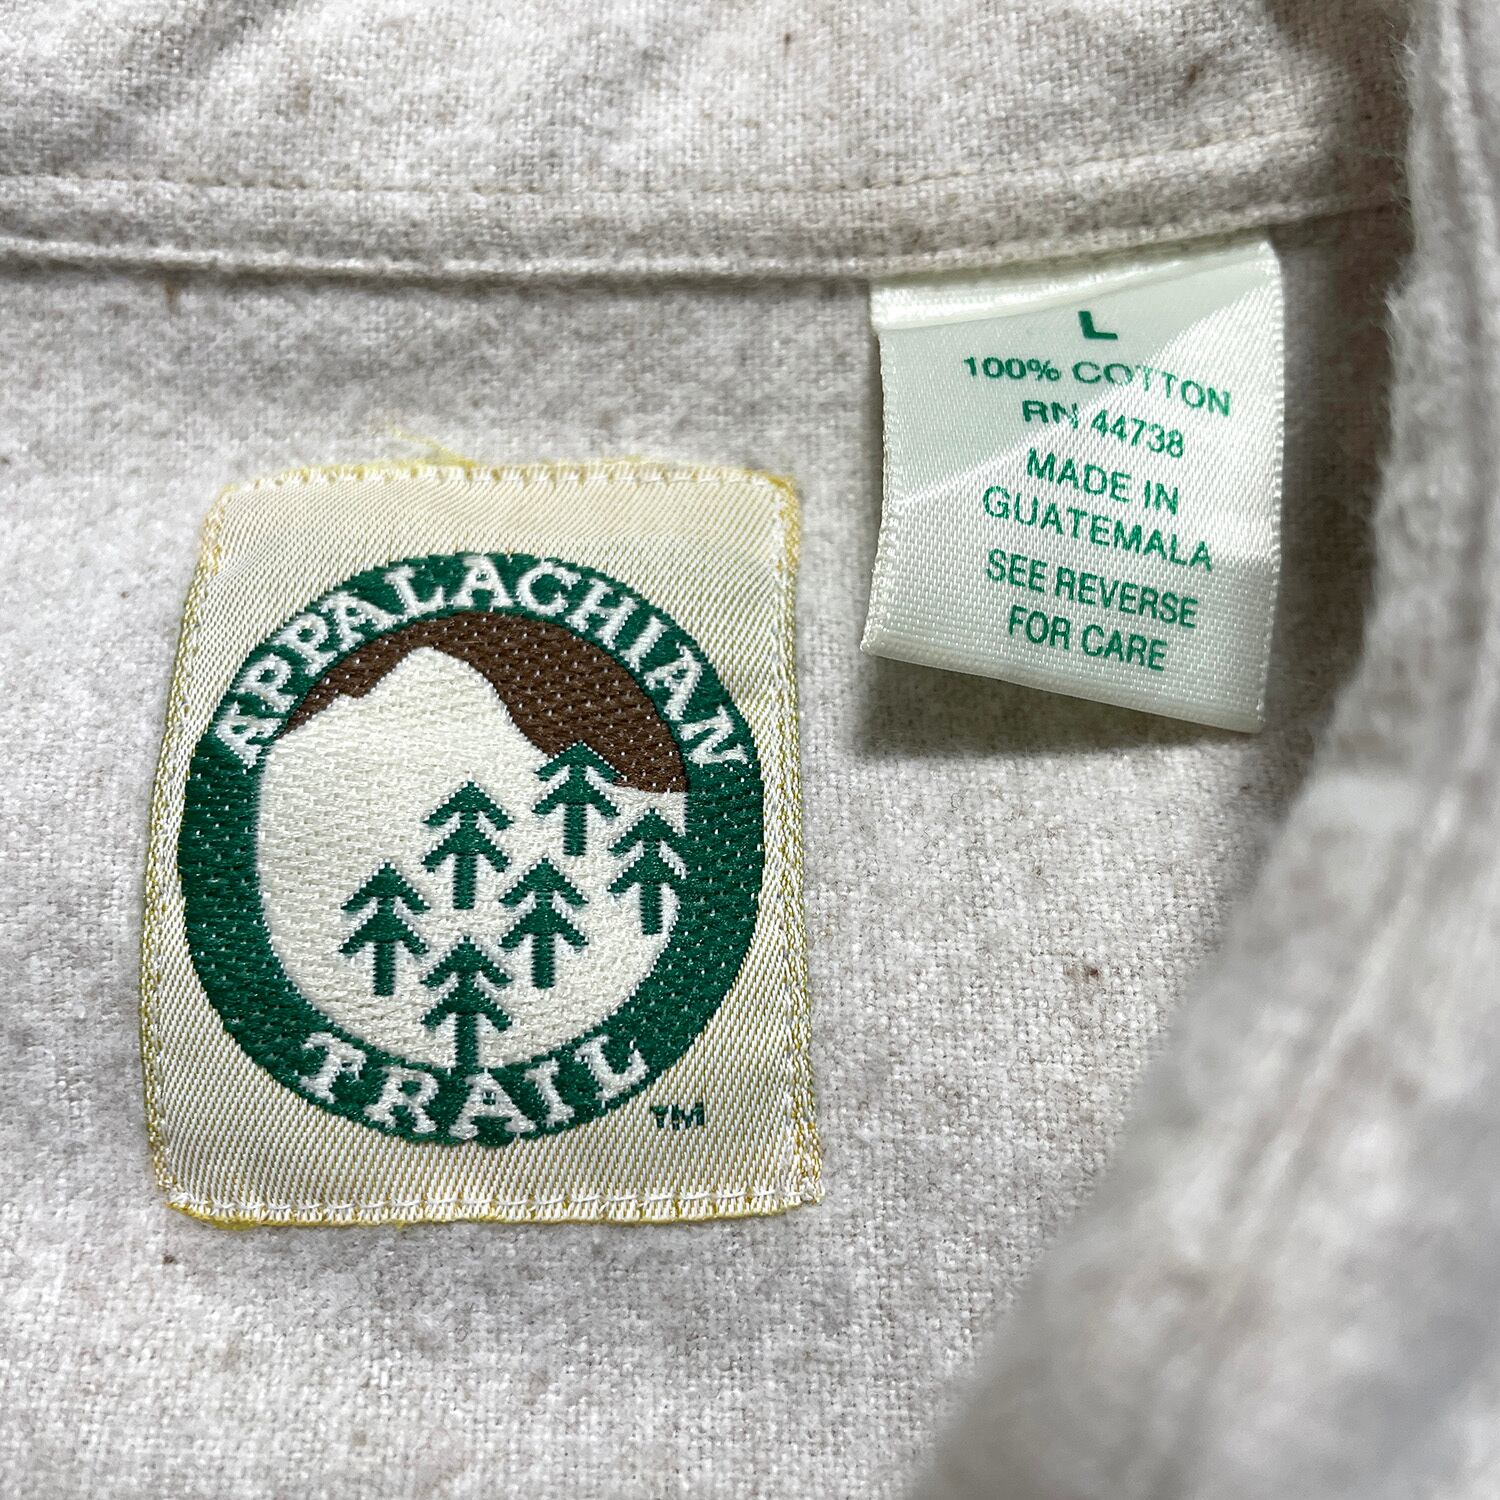 APPALACHIAN
TRAIL
TM
L
100% COTTON
RN 44738
MADE IN
GUATEMALA
SEE REVERSE
FOR CARE